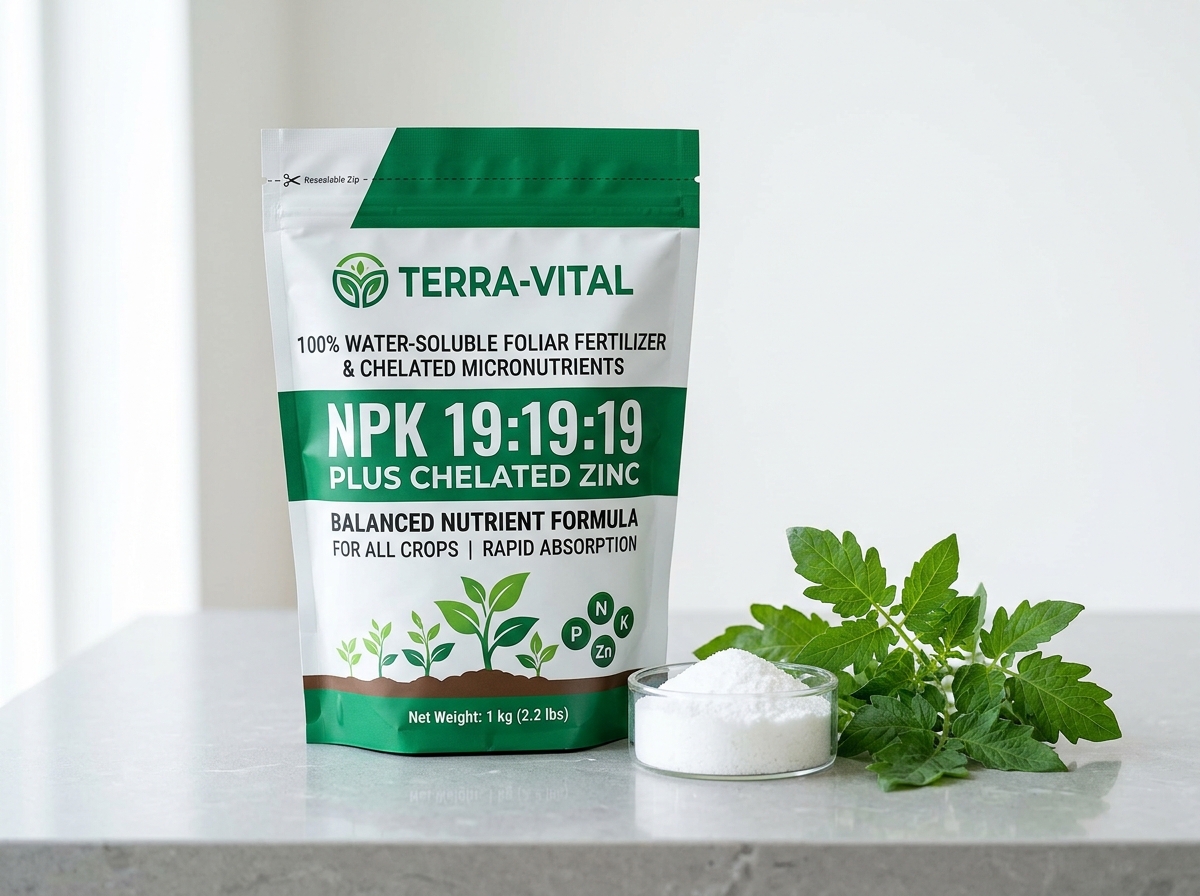 Resealable Zip
TERRA-VITAL
100% WATER-SOLUBLE FOLIAR FERTILIZER
& CHELATED MICRONUTRIENTS
NPK 19:19:19
PLUS CHELATED ZINC
BALANCED NUTRIENT FORMULA
FOR ALL CROPS | RAPID ABSORPTION
N
P
K
Zn
Net Weight: 1 kg (2.2 lbs)